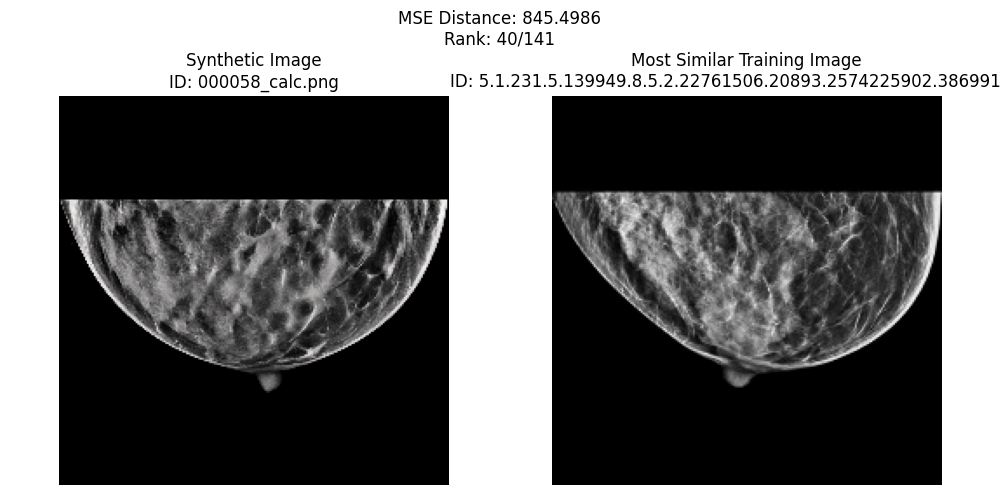 MSE Distance: 845.4986
Rank: 40/141
Synthetic Image
ID: 000058_calc.png
Most Similar Training Image
ID: 5.1.231.5.139949.8.5.2.22761506.20893.2574225902.386991